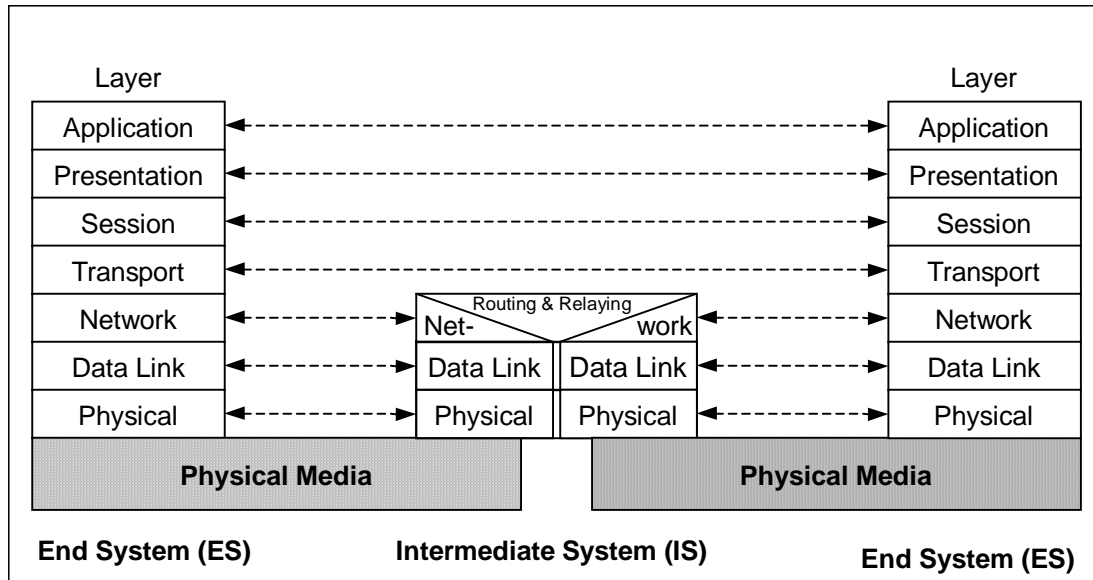 Layer
Layer
Application
Application
Presentation
Presentation
Session
Session
Transport
Transport
Routing & Relaying
Network
Net-
work
Network
Data Link
Data Link
Data Link
Data Link
Physical
Physical
Physical
Physical
Physical Media
Physical Media
End System (ES)
Intermediate System (IS)
End System (ES)